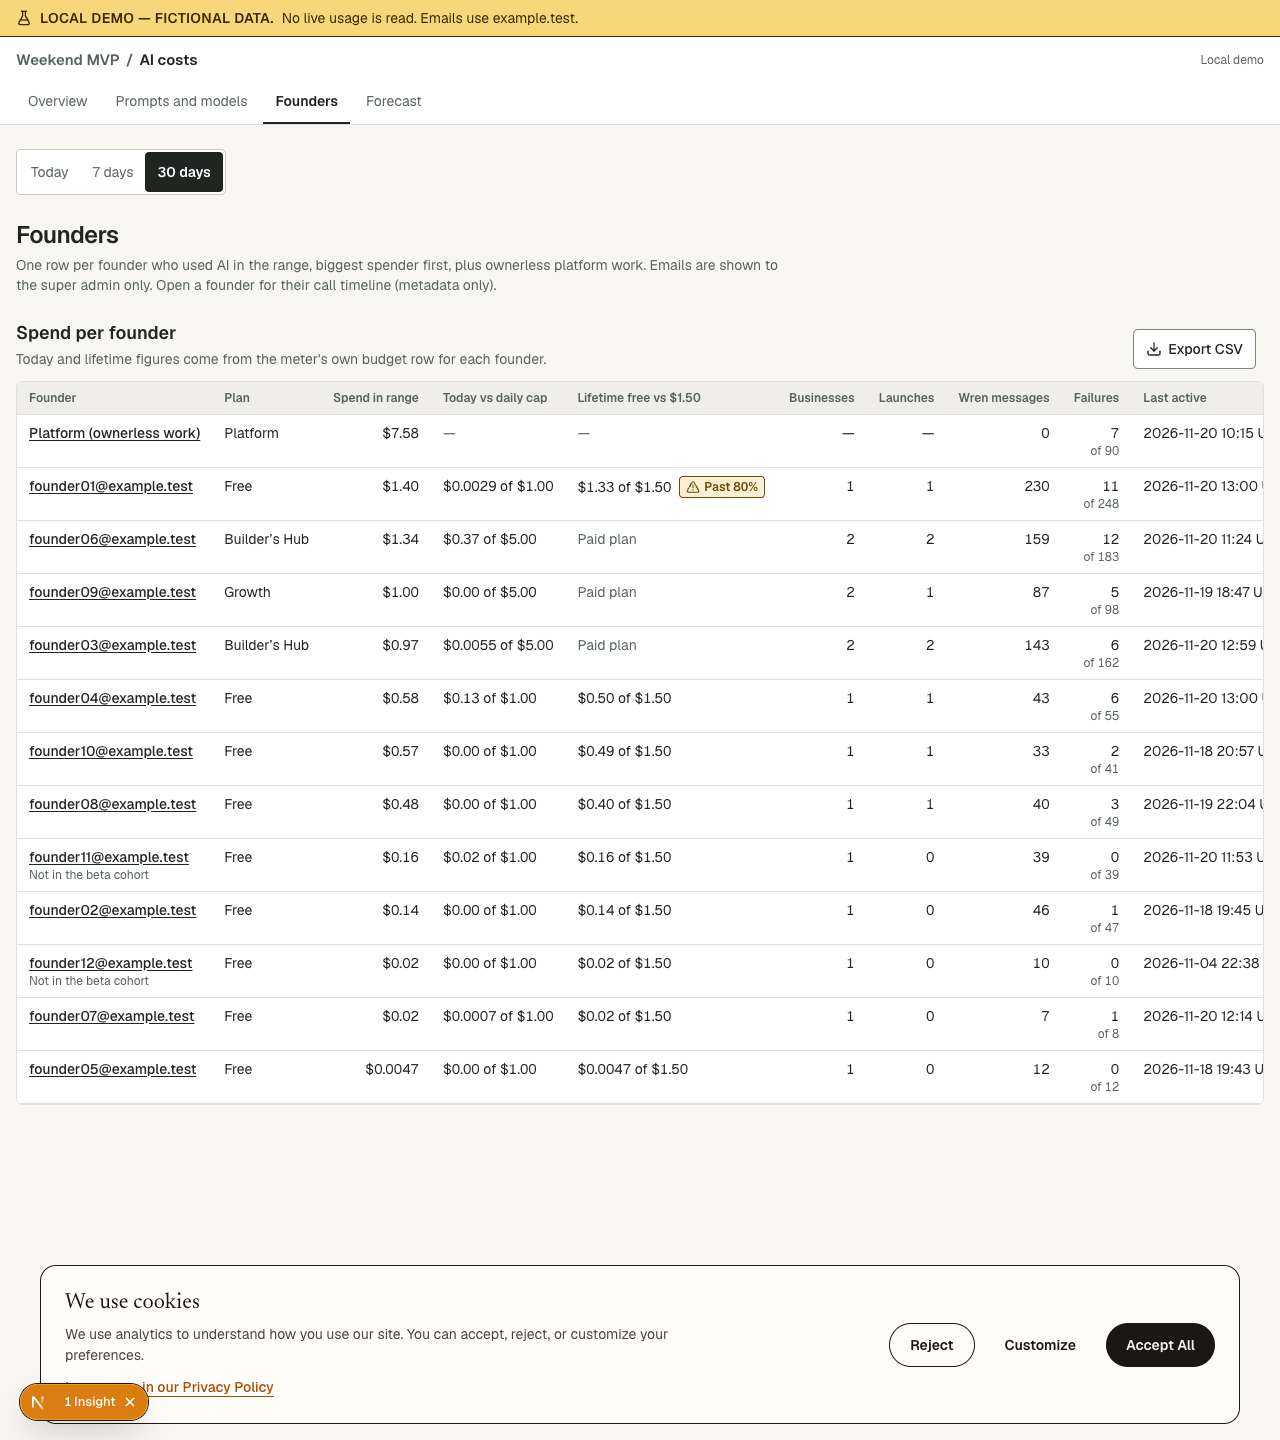 LOCAL DEMO — FICTIONAL DATA. No live usage is read. Emails use example.test.
Weekend MVP / AI costs
Local demo
Overview Prompts and models Founders Forecast
Today 7 days 30 days
Founders
One row per founder who used AI in the range, biggest spender first, plus ownerless platform work. Emails are shown to
the super admin only. Open a founder for their call timeline (metadata only).
Spend per founder
Today and lifetime figures come from the meter's own budget row for each founder.
Export CSV
Founder Plan Spend in range Today vs daily cap Lifetime free vs $1.50 Businesses Launches Wren messages Failures Last active
Platform (ownerless work) Platform $7.58 — — — — 0 7 2026-11-20 10:15 U
of 90
founder01@example.test Free $1.40 $0.0029 of $1.00 $1.33 of $1.50 Past 80% 1 1 230 11 2026-11-20 13:00
of 248
founder06@example.test Builder’s Hub $1.34 $0.37 of $5.00 Paid plan 2 2 159 12 2026-11-20 11:24 U
of 183
founder09@example.test Growth $1.00 $0.00 of $5.00 Paid plan 2 1 87 5 2026-11-19 18:47 U
of 98
founder03@example.test Builder’s Hub $0.97 $0.0055 of $5.00 Paid plan 2 2 143 6 2026-11-20 12:59
of 162
founder04@example.test Free $0.58 $0.13 of $1.00 $0.50 of $1.50 1 1 43 6 2026-11-20 13:00
of 55
founder10@example.test Free $0.57 $0.00 of $1.00 $0.49 of $1.50 1 1 33 2 2026-11-18 20:57 U
of 41
founder08@example.test Free $0.48 $0.00 of $1.00 $0.40 of $1.50 1 1 40 3 2026-11-19 22:04
of 49
founder11@example.test Free $0.16 $0.02 of $1.00 $0.16 of $1.50 1 0 39 0 2026-11-20 11:53 U
Not in the beta cohort of 39
founder02@example.test Free $0.14 $0.00 of $1.00 $0.14 of $1.50 1 0 46 1 2026-11-18 19:45 U
of 47
founder12@example.test Free $0.02 $0.00 of $1.00 $0.02 of $1.50 1 0 10 0 2026-11-04 22:38
Not in the beta cohort of 10
founder07@example.test Free $0.02 $0.0007 of $1.00 $0.02 of $1.50 1 0 7 1 2026-11-20 12:14 U
of 8
founder05@example.test Free $0.0047 $0.00 of $1.00 $0.0047 of $1.50 1 0 12 0 2026-11-18 19:43 U
of 12
We use cookies
We use analytics to understand how you use our site. You can accept, reject, or customize your
preferences.
Reject Customize Accept All
in our Privacy Policy
1 Insight